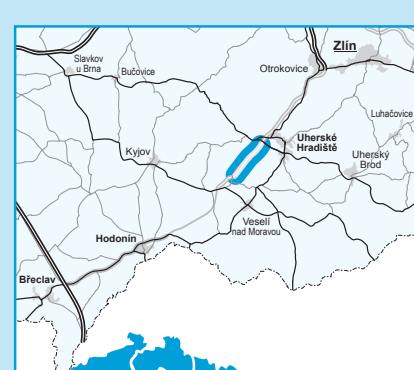 Zlín
Slavkov
u Brna
Bučovice
Otrokovice
Luhačovice
Uherské
Hradiště
Kyjov
Uherský
Brod
Veselí
nad Moravou
Hodonín
Břeclav